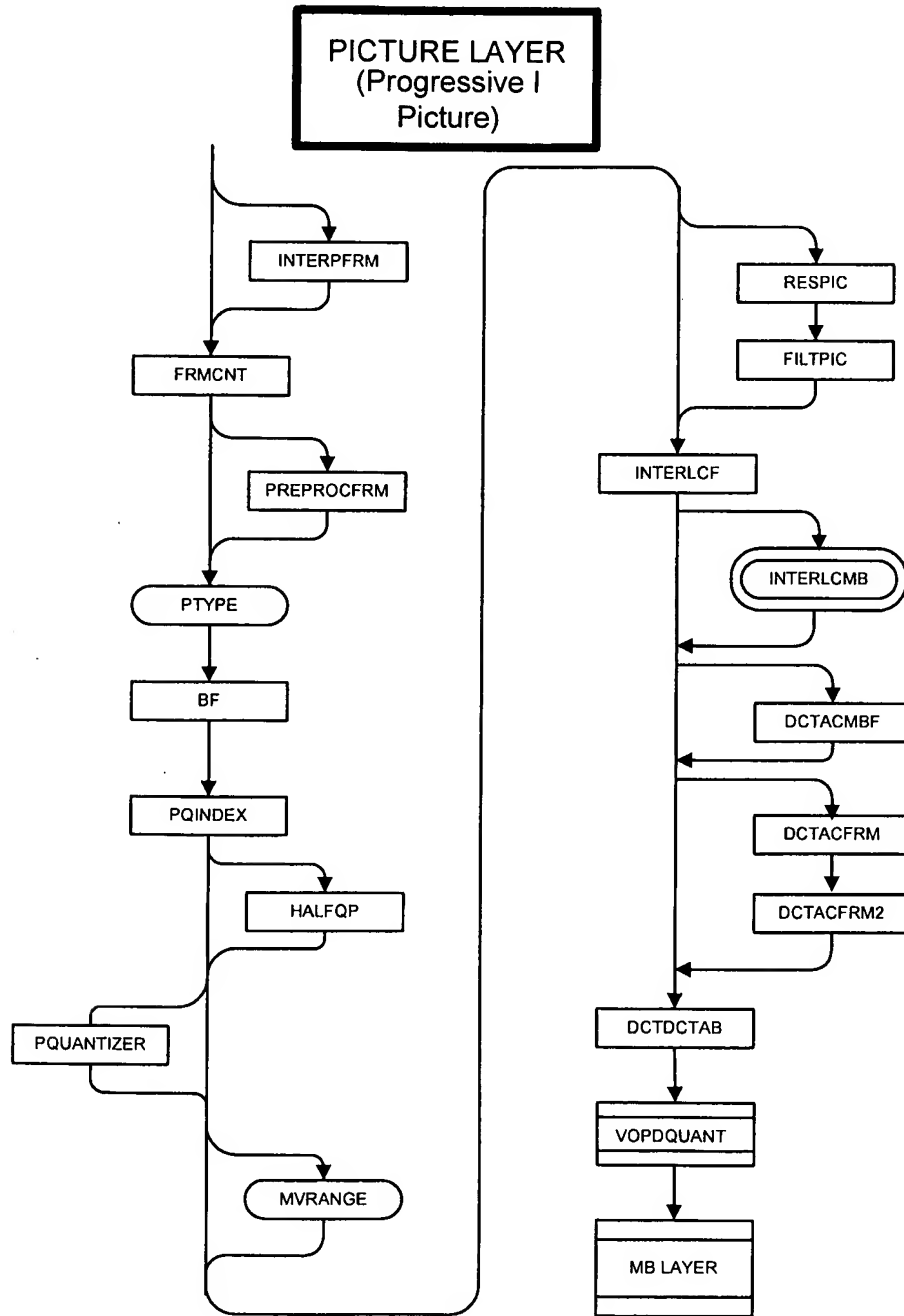 PICTURE LAYER
(Progressive I
Picture)
INTERPFRM
FRMCNT
PREPROCFRM
PTYPE
BF
PQINDEX
HALFQP
PQUANTIZER
MVRANGE
RESPIC
FILTPIC
INTERLCF
INTERLCMB
DCTACMBF
DCTACFRM
DCTACFRM2
DCTDCTAB
VOPDQUANT
MB LAYER